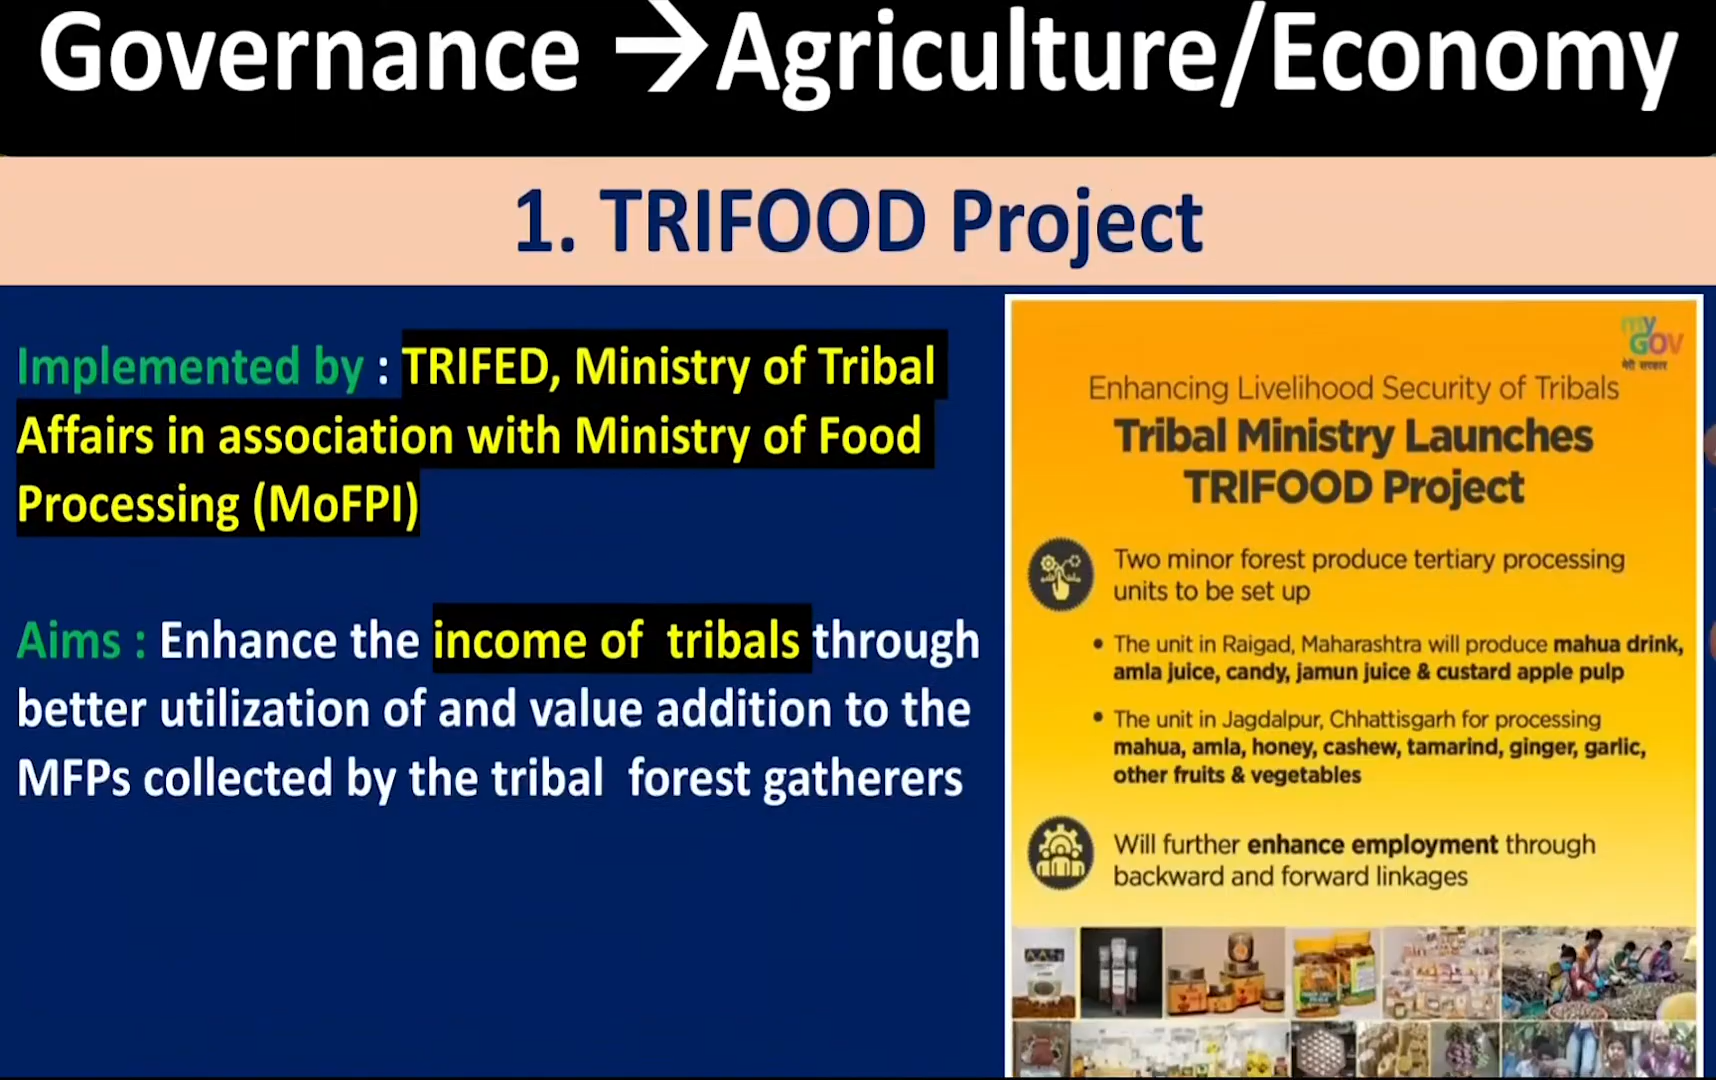 Governance →Agriculture/Economy
1. TRIFOOD Project
Implemented by : TRIFED, Ministry of Tribal
Affairs in association with Ministry of Food
Processing (MoFPI)
Aims : Enhance the income of tribals through
better utilization of and value addition to the
MFPs collected by the tribal forest gatherers
my
GOV
मेरी सरकार
Enhancing Livelihood Security of Tribals
Tribal Ministry Launches
TRIFOOD Project
Two minor forest produce tertiary processing
units to be set up
• The unit in Raigad, Maharashtra will produce mahua drink,
amla juice, candy, jamun juice & custard apple pulp
• The unit in Jagdalpur, Chhattisgarh for processing
mahua, amla, honey, cashew, tamarind, ginger, garlic,
other fruits & vegetables
Will further enhance employment through
backward and forward linkages